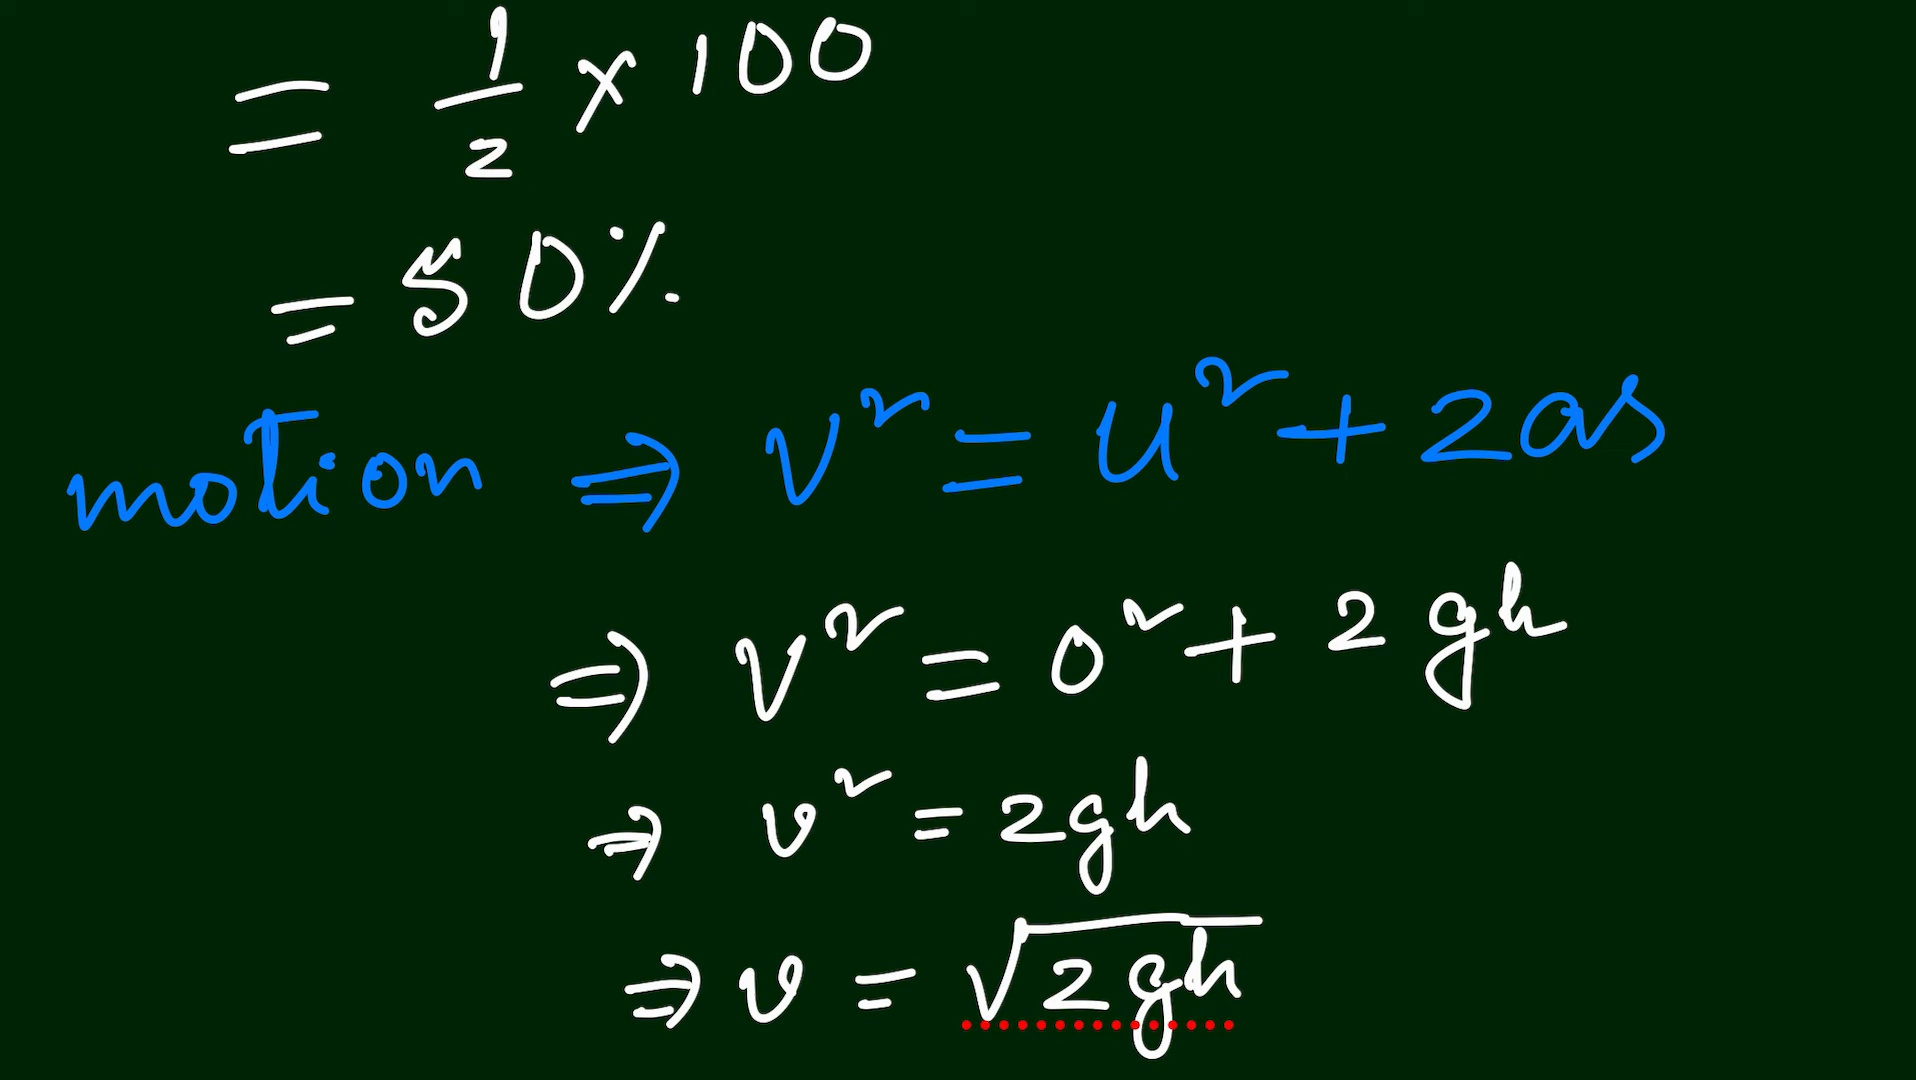 = 1/2 × 100
= 50%.
motion ⇒ v² = u² + 2as
⇒ v² = 0² + 2gh
⇒ v² = 2gh
⇒ v = √2gh